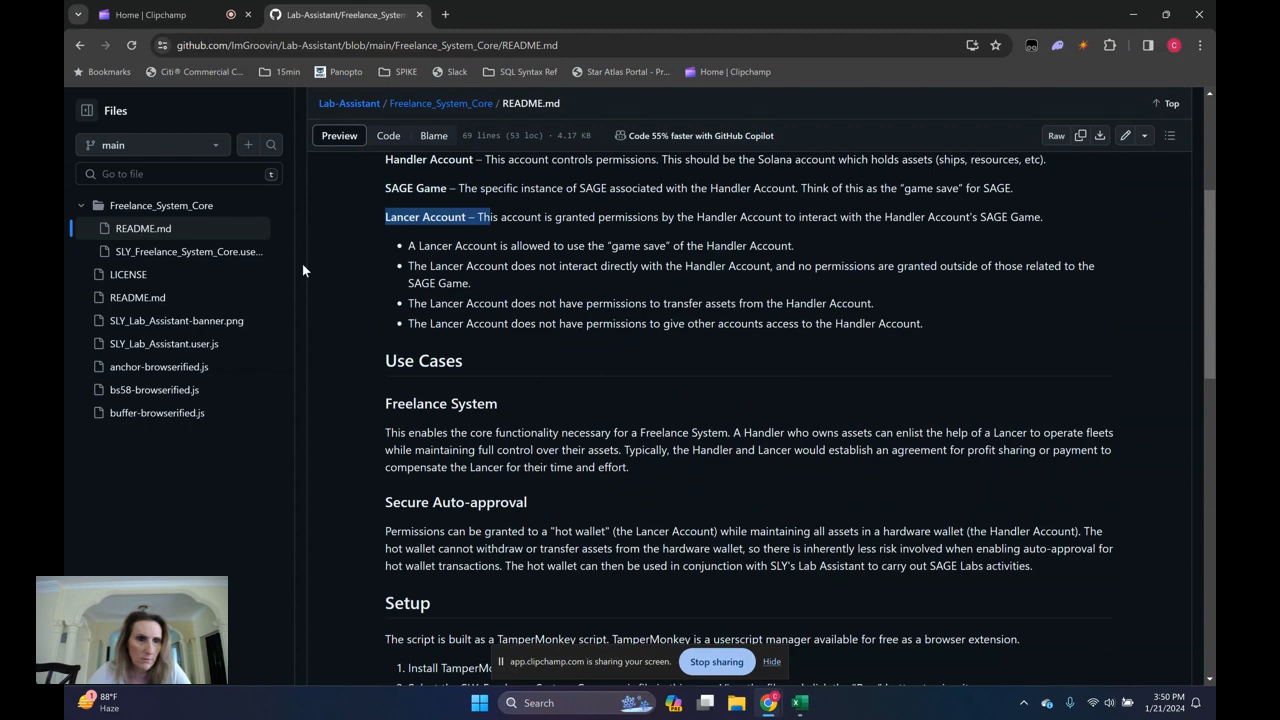 Home | Clipchamp
Lab-Assistant/Freelance_System
github.com/ImGroovin/Lab-Assistant/blob/main/Freelance_System_Core/README.md
C
Bookmarks
Citi® Commercial C...
15min
Panopto
SPIKE
Slack
SQL Syntax Ref
Star Atlas Portal - Pr...
Home | Clipchamp
Files
Lab-Assistant / Freelance_System_Core / README.md
Top
main
Preview
Code
Blame
69 lines (53 loc) · 4.17 KB
Code 55% faster with GitHub Copilot
Raw
Go to file
t
Freelance_System_Core
README.md
SLY_Freelance_System_Core.use...
LICENSE
README.md
SLY_Lab_Assistant-banner.png
SLY_Lab_Assistant.user.js
anchor-browserified.js
bs58-browserified.js
buffer-browserified.js
Handler Account – This account controls permissions. This should be the Solana account which holds assets (ships, resources, etc).
SAGE Game – The specific instance of SAGE associated with the Handler Account. Think of this as the "game save" for SAGE.
Lancer Account – This account is granted permissions by the Handler Account to interact with the Handler Account's SAGE Game.
• A Lancer Account is allowed to use the "game save" of the Handler Account.
• The Lancer Account does not interact directly with the Handler Account, and no permissions are granted outside of those related to the
SAGE Game.
• The Lancer Account does not have permissions to transfer assets from the Handler Account.
• The Lancer Account does not have permissions to give other accounts access to the Handler Account.
Use Cases
Freelance System
This enables the core functionality necessary for a Freelance System. A Handler who owns assets can enlist the help of a Lancer to operate fleets
while maintaining full control over their assets. Typically, the Handler and Lancer would establish an agreement for profit sharing or payment to
compensate the Lancer for their time and effort.
Secure Auto-approval
Permissions can be granted to a "hot wallet" (the Lancer Account) while maintaining all assets in a hardware wallet (the Handler Account). The
hot wallet cannot withdraw or transfer assets from the hardware wallet, so there is inherently less risk involved when enabling auto-approval for
hot wallet transactions. The hot wallet can then be used in conjunction with SLY's Lab Assistant to carry out SAGE Labs activities.
Setup
The script is built as a TamperMonkey script. TamperMonkey is a userscript manager available for free as a browser extension.
1. Install TamperM
app.clipchamp.com is sharing your screen.
Stop sharing
Hide
1
88°F
Haze
Search
3:50 PM
1/21/2024